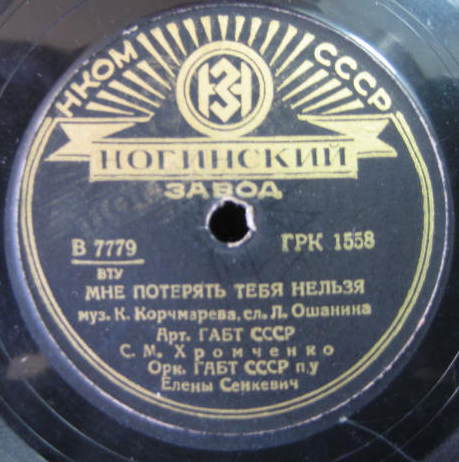 НКОМ СССР
НЗ
НОГИНСКИЙ
ЗАВОД
В 7779 ГРК 1558
ВТУ
МНЕ ПОТЕРЯТЬ ТЕБЯ НЕЛЬЗЯ
муз. К. Корчмарева, сл. Л. Ошанина
Арт. ГАБТ СССР
С. М. Хромченко
Орк. ГАБТ СССР п/у
Елены Сенкевич